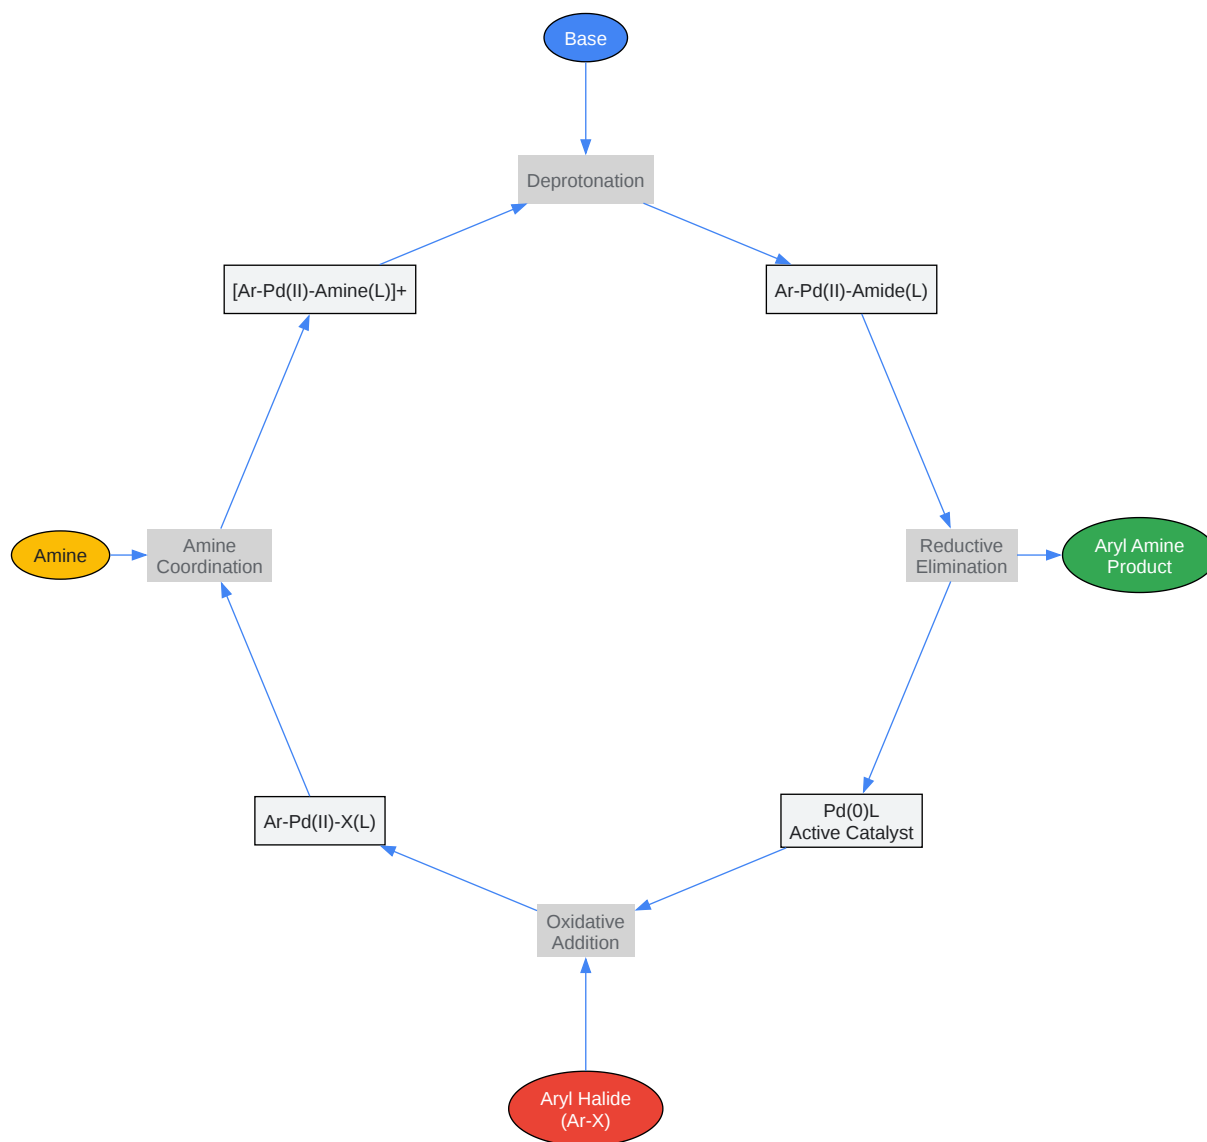 Base
Deprotonation
[Ar-Pd(II)-Amine(L)]+
Ar-Pd(II)-Amide(L)
Amine
Amine
Coordination
Reductive
Elimination
Aryl Amine
Product
Ar-Pd(II)-X(L)
Pd(0)L
Active Catalyst
Oxidative
Addition
Aryl Halide
(Ar-X)